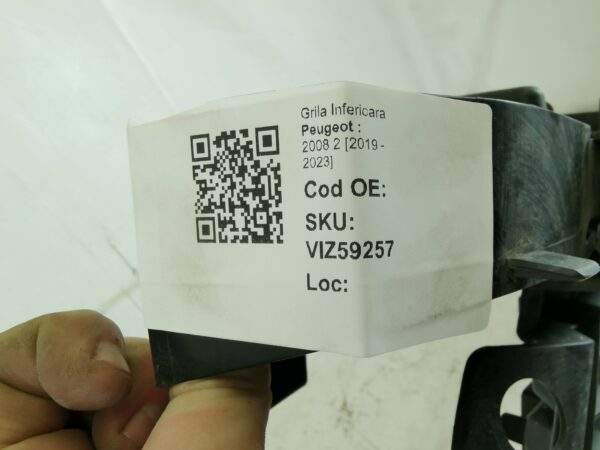 Grila Infericara
Peugeot :
2008 2 [2019 -
2023]
Cod OE:
SKU:
VIZ59257
Loc: